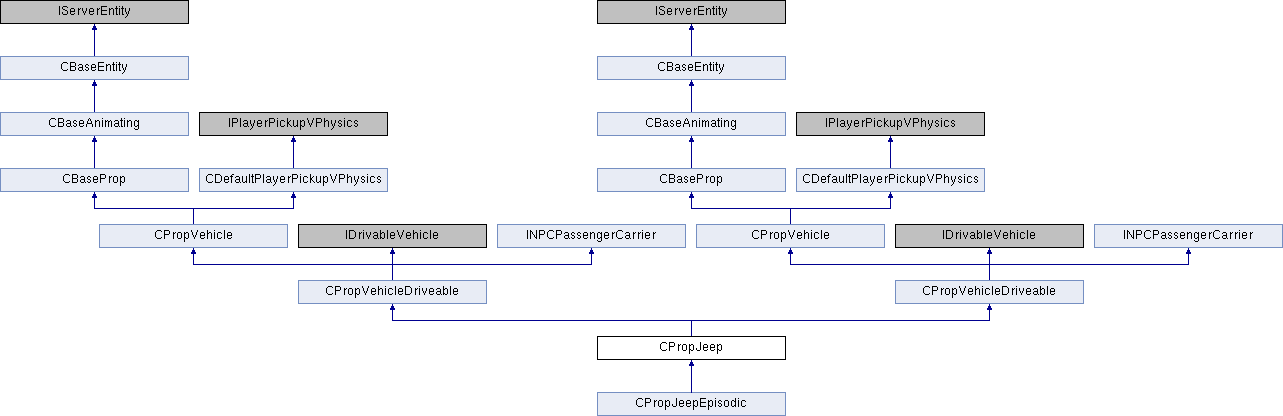 IServerEntity IServerEntity
CBaseEntity CBaseEntity
CBaseAnimating IPlayerPickupVPhysics CBaseAnimating IPlayerPickupVPhysics
CBaseProp CDefaultPlayerPickupVPhysics CBaseProp CDefaultPlayerPickupVPhysics
CPropVehicle IDrivableVehicle INPCPassengerCarrier CPropVehicle IDrivableVehicle INPCPassengerCarrier
CPropVehicleDriveable CPropVehicleDriveable
CPropJeep
CPropJeepEpisodic